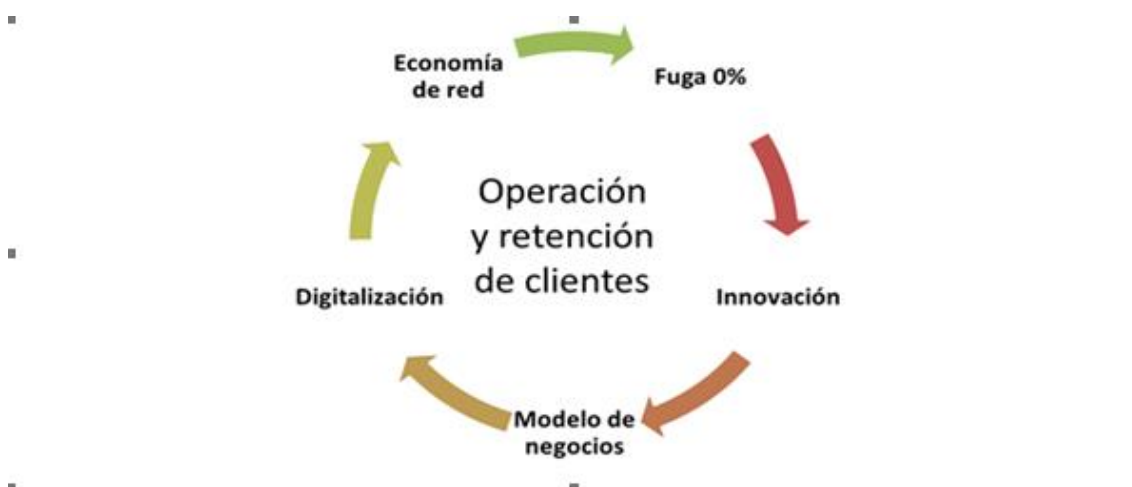 Economía
de red
Fuga 0%
Operación
y retención
de clientes
Digitalización
Innovación
Modelo de
negocios